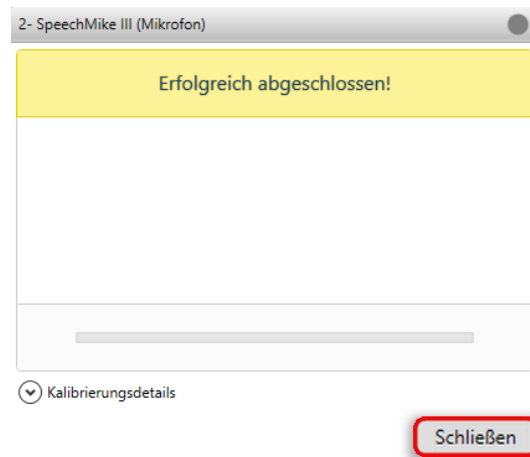 2- SpeechMike III (Mikrofon)
Erfolgreich abgeschlossen!
Kalibrierungsdetails
Schließen